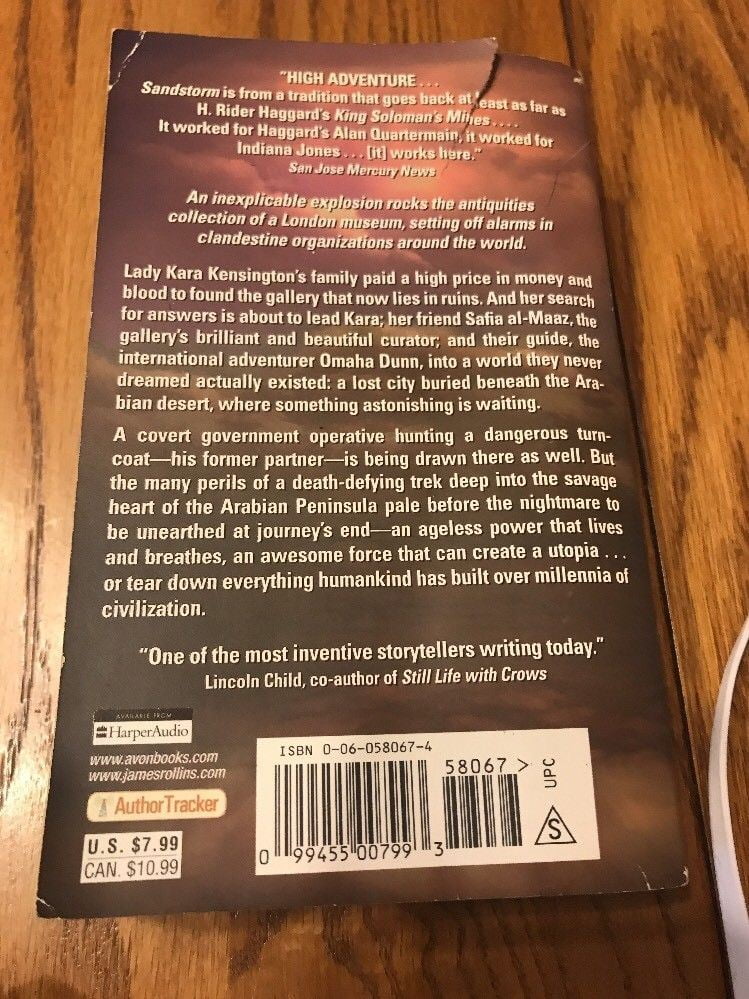 "HIGH ADVENTURE . . .
Sandstorm is from a tradition that goes back at least as far as
H. Rider Haggard's King Soloman's Mines . . . .
It worked for Haggard's Alan Quartermain, it worked for
Indiana Jones . . . [it] works here."
San Jose Mercury News
An inexplicable explosion rocks the antiquities
collection of a London museum, setting off alarms in
clandestine organizations around the world.
Lady Kara Kensington's family paid a high price in money and
blood to found the gallery that now lies in ruins. And her search
for answers is about to lead Kara; her friend Safia al-Maaz, the
gallery's brilliant and beautiful curator; and their guide, the
international adventurer Omaha Dunn, into a world they never
dreamed actually existed: a lost city buried beneath the Ara-
bian desert, where something astonishing is waiting.
A covert government operative hunting a dangerous turn-
coat—his former partner—is being drawn there as well. But
the many perils of a death-defying trek deep into the savage
heart of the Arabian Peninsula pale before the nightmare to
be unearthed at journey's end—an ageless power that lives
and breathes, an awesome force that can create a utopia . . .
or tear down everything humankind has built over millennia of
civilization.
"One of the most inventive storytellers writing today."
Lincoln Child, co-author of Still Life with Crows
AVAILABLE FROM
HarperAudio
www.avonbooks.com
www.jamesrollins.com
AuthorTracker
U.S. $7.99
CAN. $10.99
ISBN 0-06-058067-4
58067 >
UPC
S
0 99455 00799 3